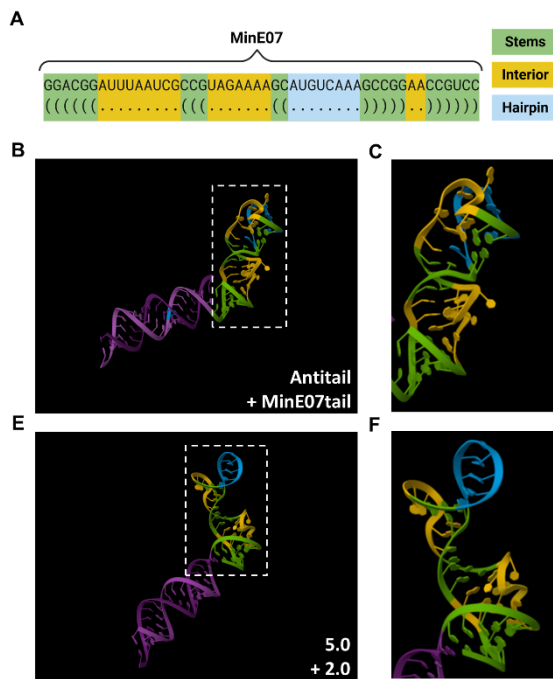 A
MinE07
GGACGGAUUUAAUCGCCGUAGAAAAGCAUGUCAAAGCCGGAACCGUCC
((((((.........(((.......((........)))))..))))))
Stems
Interior
Hairpin
B
Antitail
+ MinE07tail
C
E
5.0
+ 2.0
F